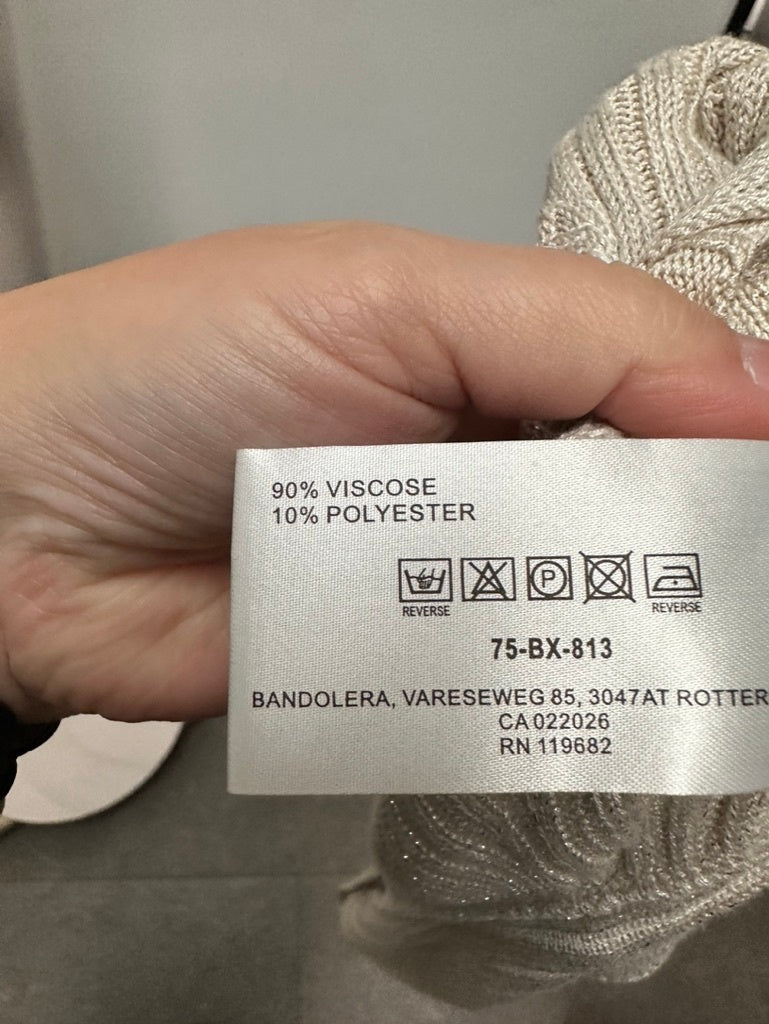 90% VISCOSE
10% POLYESTER
P
REVERSE REVERSE
75-BX-813
BANDOLERA, VARESEWEG 85, 3047AT ROTTER
CA 022026
RN 119682